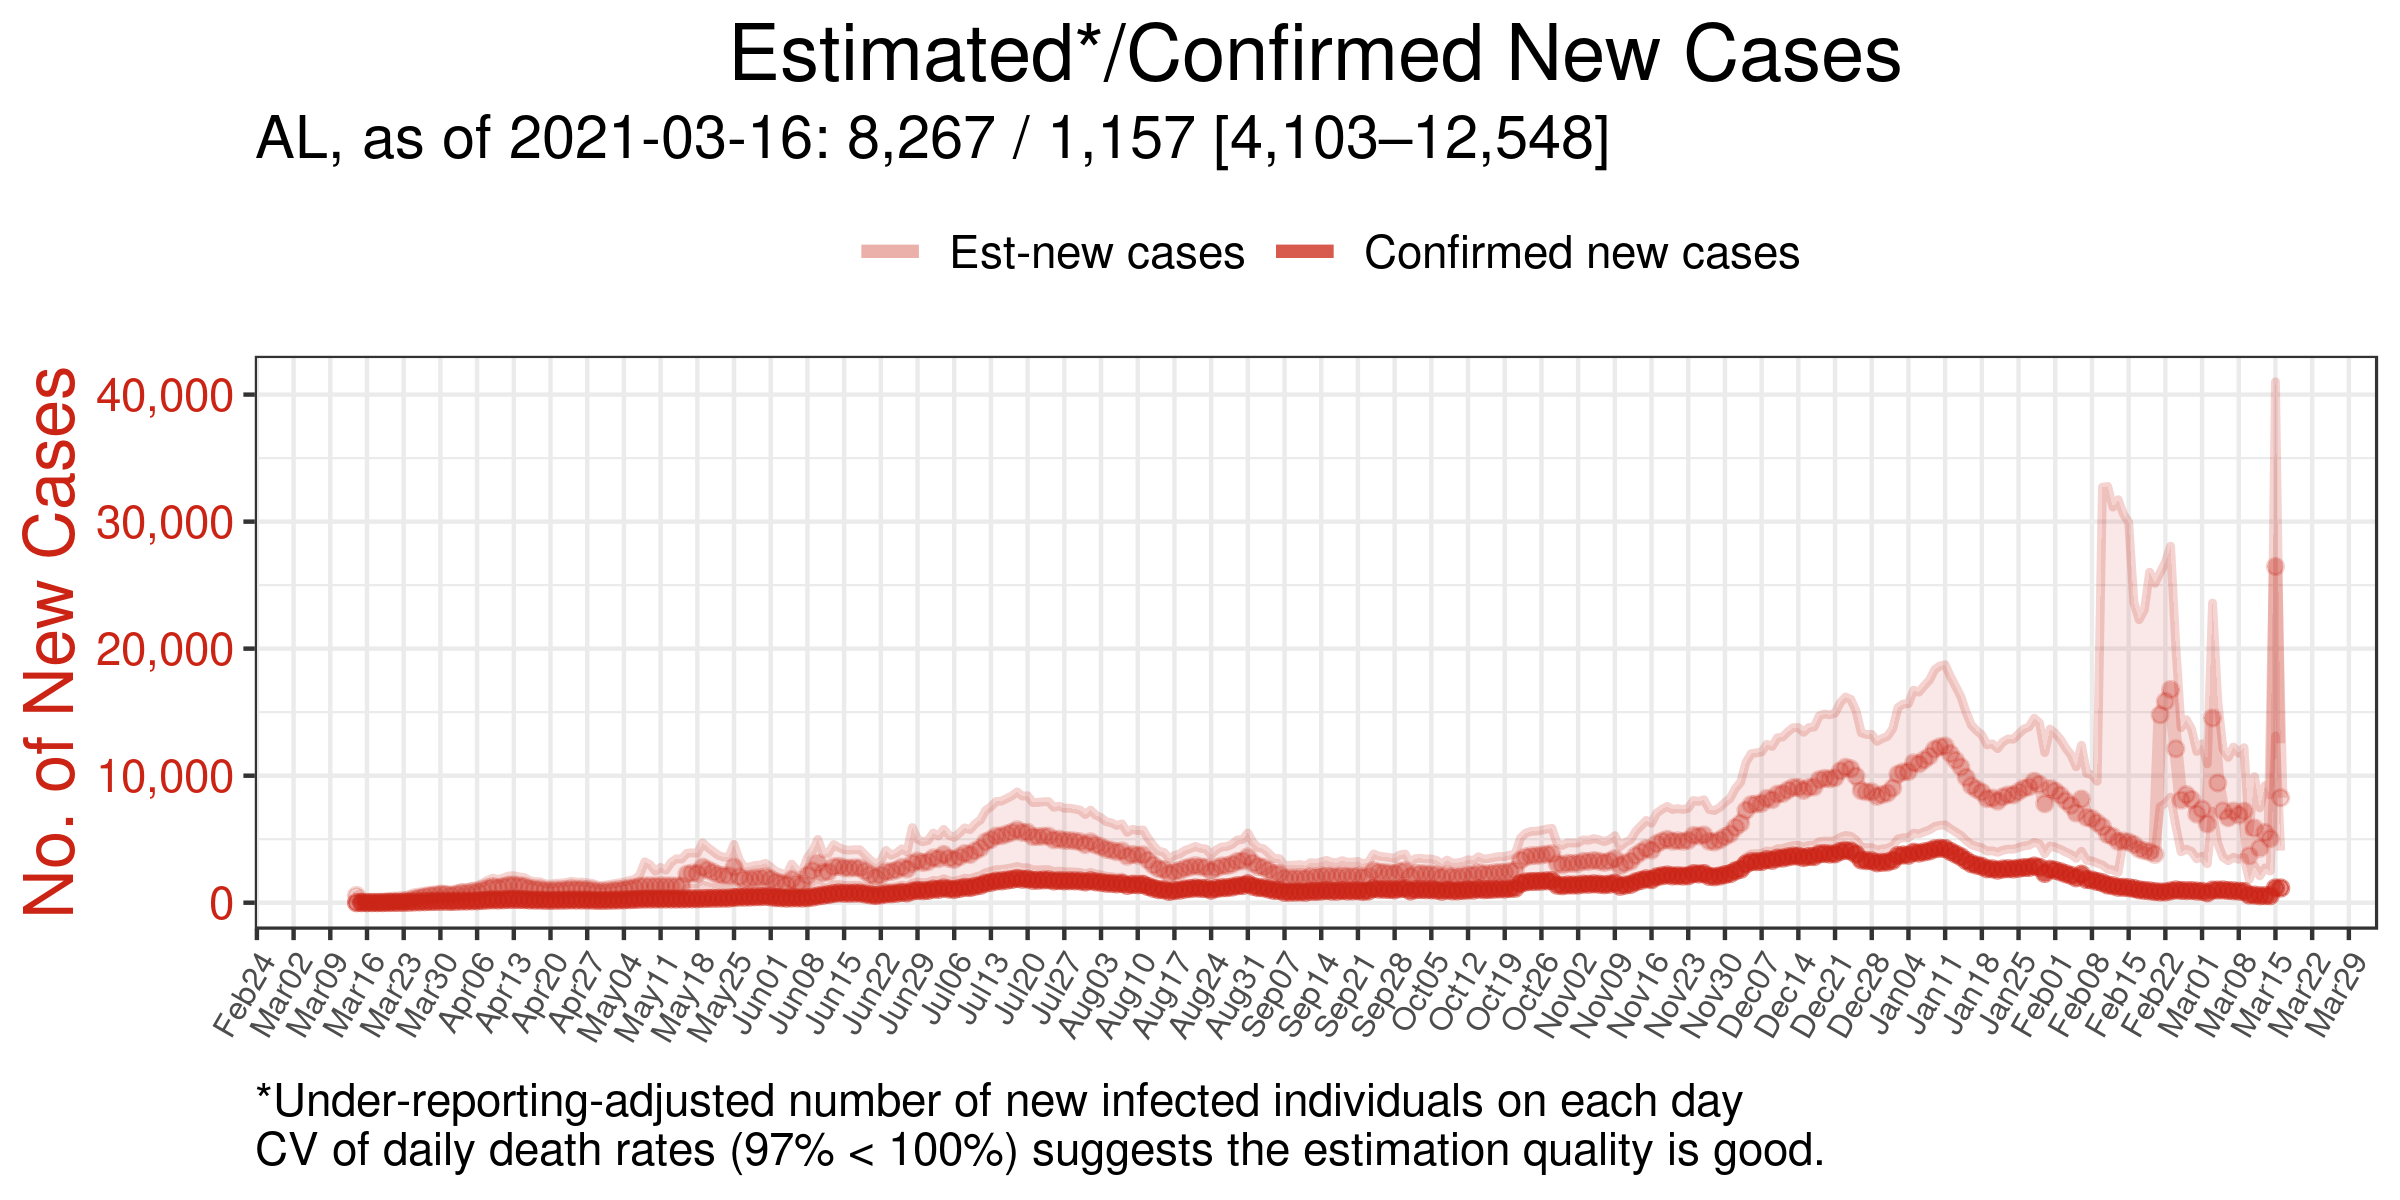 Estimated*/Confirmed New Cases
AL, as of 2021-03-16: 8,267 / 1,157 [4,103–12,548]
Est-new cases Confirmed new cases
No. of New Cases
40,000
30,000
20,000
10,000
0
Feb24 Mar02 Mar09 Mar16 Mar23 Mar30 Apr06 Apr13 Apr20 Apr27 May04 May11 May18 May25 Jun01 Jun08 Jun15 Jun22 Jun29 Jul06 Jul13 Jul20 Jul27 Aug03 Aug10 Aug17 Aug24 Aug31 Sep07 Sep14 Sep21 Sep28 Oct05 Oct12 Oct19 Oct26 Nov02 Nov09 Nov16 Nov23 Nov30 Dec07 Dec14 Dec21 Dec28 Jan04 Jan11 Jan18 Jan25 Feb01 Feb08 Feb15 Feb22 Mar01 Mar08 Mar15 Mar22 Mar29
*Under-reporting-adjusted number of new infected individuals on each day
CV of daily death rates (97% < 100%) suggests the estimation quality is good.